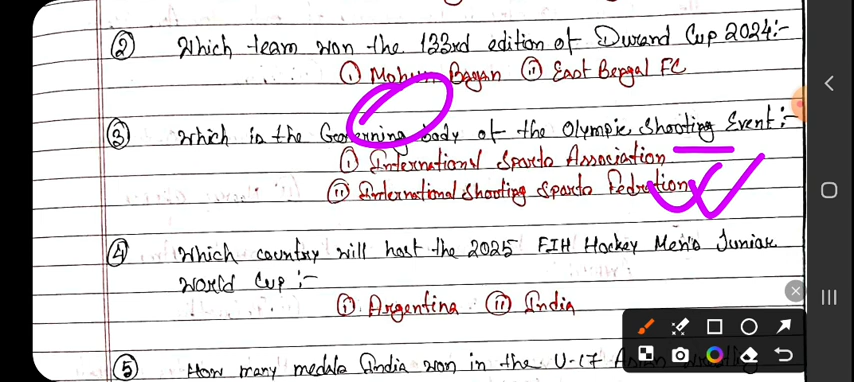 ② Which team won the 133rd edition of Durand Cup 2024:-
① Mohun Bagan ⑪ East Bengal FC
③ Which is the Governing body of the Olympic Shooting Event:-
① International Sports Association
⑪ International Shooting Sports Fedration
④ Which country will host the 2025 FIH Hockey Men's Junior
World Cup :-
① Argentina ⑪ India
⑤ How many medals India won in the U-17 Asian